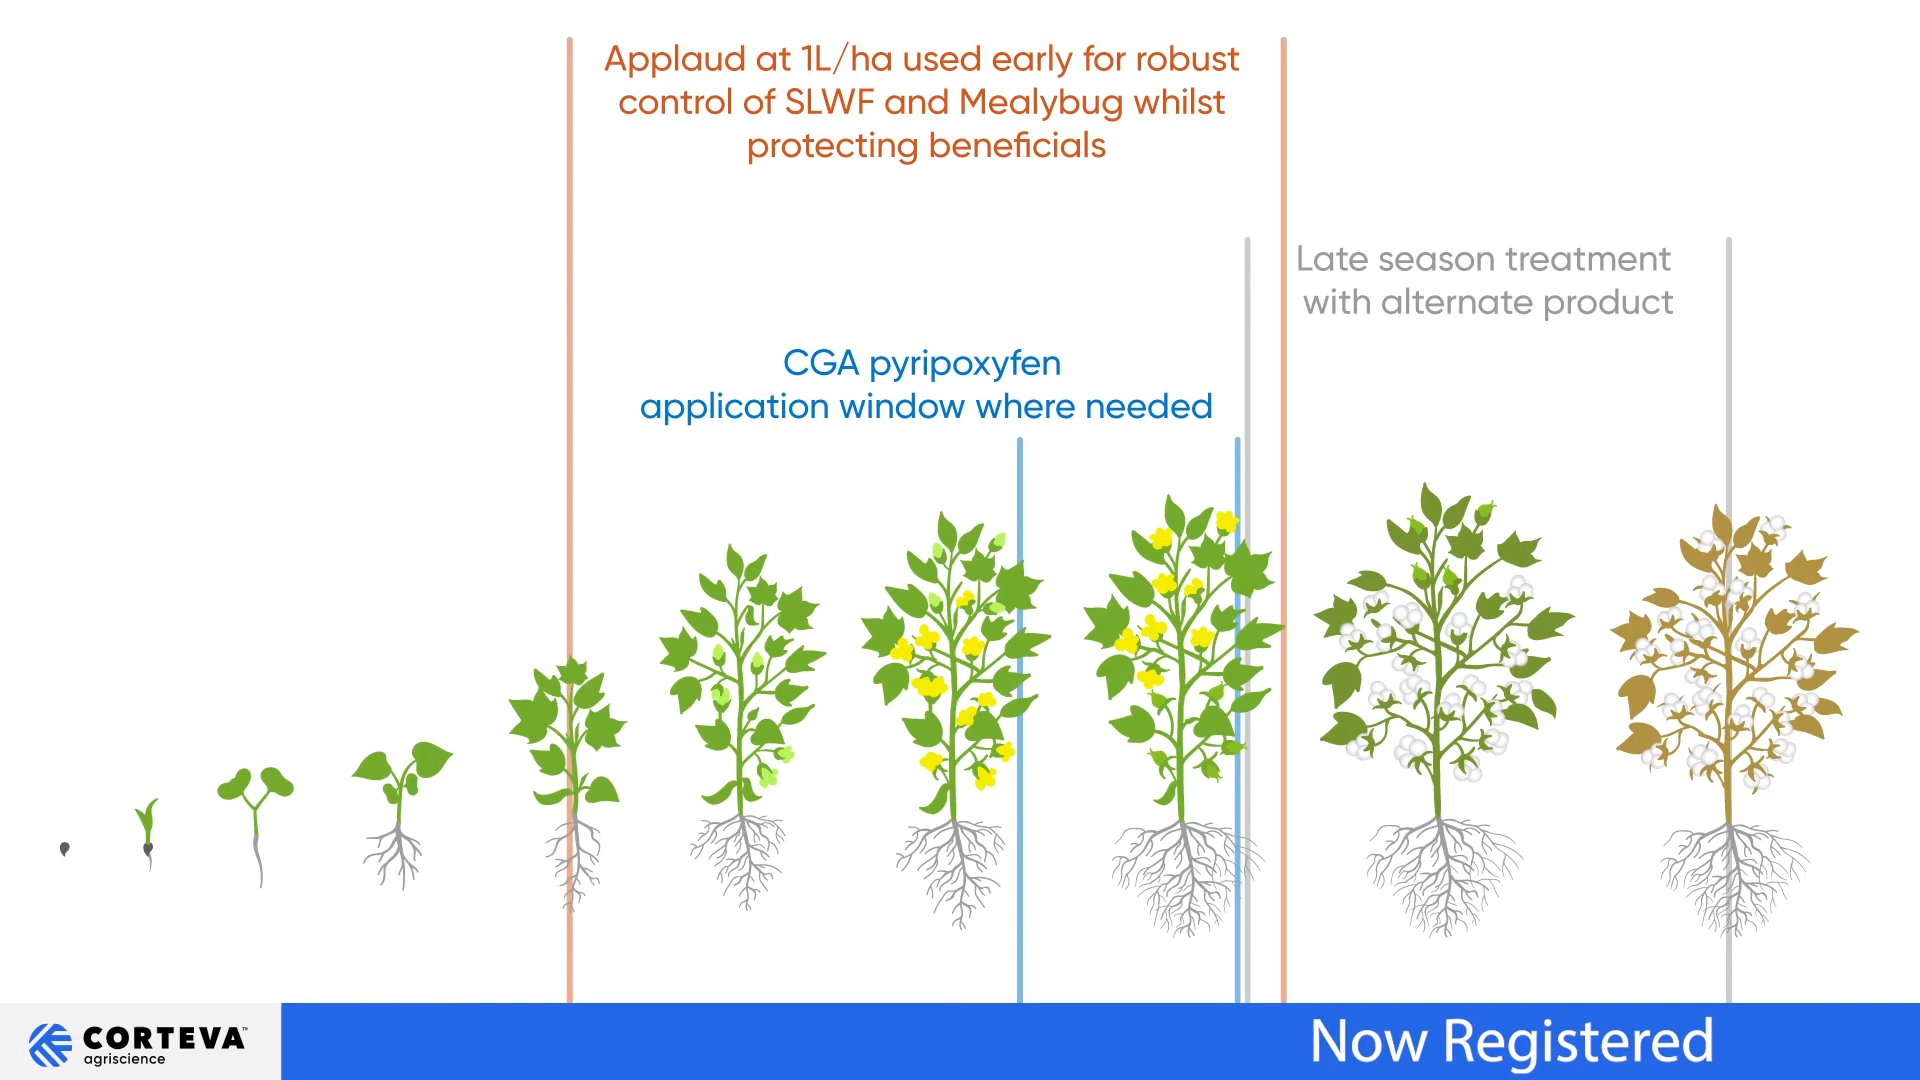 Applaud at 1L/ha used early for robust
control of SLWF and Mealybug whilst
protecting beneficials
Late season treatment
with alternate product
CGA pyripoxyfen
application window where needed
CORTEVA™
agriscience
Now Registered